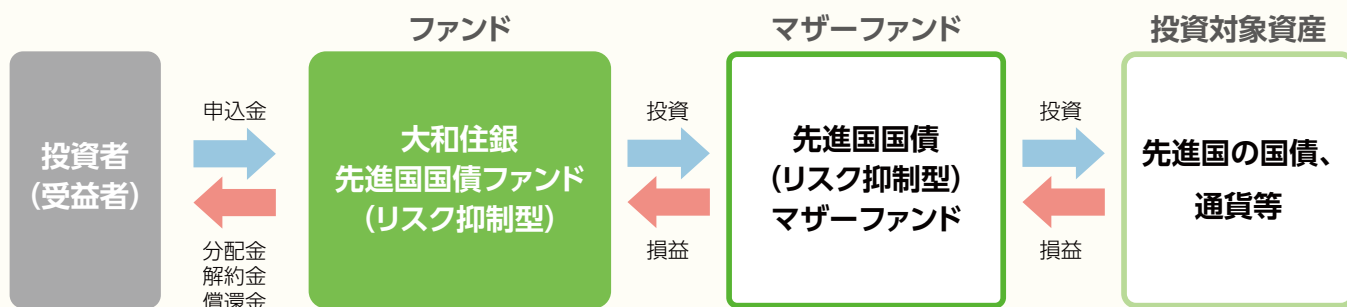 ファンド
マザーファンド
投資対象資産
投資者
(受益者)
申込金
分配金
解約金
償還金
大和住銀
先進国国債ファンド
(リスク抑制型)
投資
損益
先進国国債
(リスク抑制型)
マザーファンド
投資
損益
先進国の国債、
通貨等